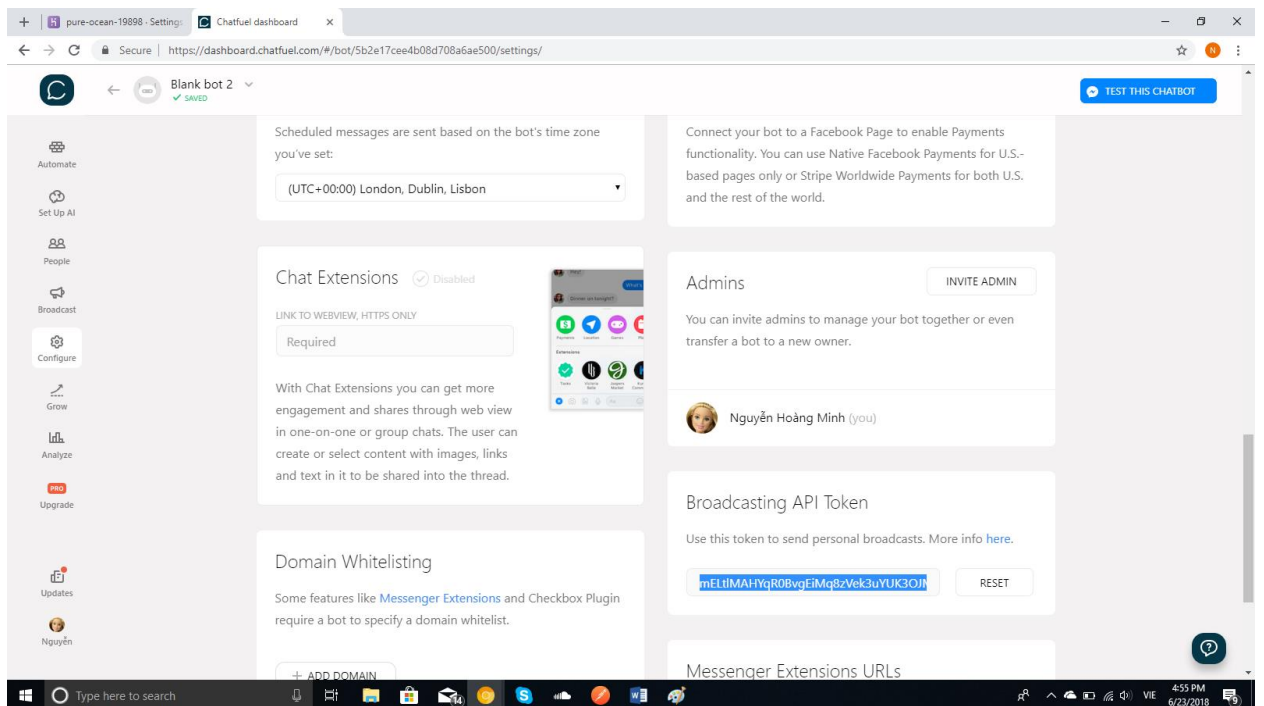 pure-ocean-19898 · Settings
Chatfuel dashboard
Secure
https://dashboard.chatfuel.com/#/bot/5b2e17cee4b08d708a6ae500/settings/
N
Blank bot 2
SAVED
TEST THIS CHATBOT
Automate
Set Up AI
People
Broadcast
Configure
Grow
Analyze
PRO
Upgrade
Updates
Nguyễn
Scheduled messages are sent based on the bot's time zone
you've set:
(UTC+00:00) London, Dublin, Lisbon
Chat Extensions
Disabled
LINK TO WEBVIEW, HTTPS ONLY
Required
With Chat Extensions you can get more
engagement and shares through web view
in one-on-one or group chats. The user can
create or select content with images, links
and text in it to be shared into the thread.
Domain Whitelisting
Some features like Messenger Extensions and Checkbox Plugin
require a bot to specify a domain whitelist.
+ ADD DOMAIN
Connect your bot to a Facebook Page to enable Payments
functionality. You can use Native Facebook Payments for U.S.-
based pages only or Stripe Worldwide Payments for both U.S.
and the rest of the world.
Admins
INVITE ADMIN
You can invite admins to manage your bot together or even
transfer a bot to a new owner.
Nguyễn Hoàng Minh (you)
Broadcasting API Token
Use this token to send personal broadcasts. More info here.
RESET
Messenger Extensions URLs
Type here to search
VIE
4:55 PM
6/23/2018